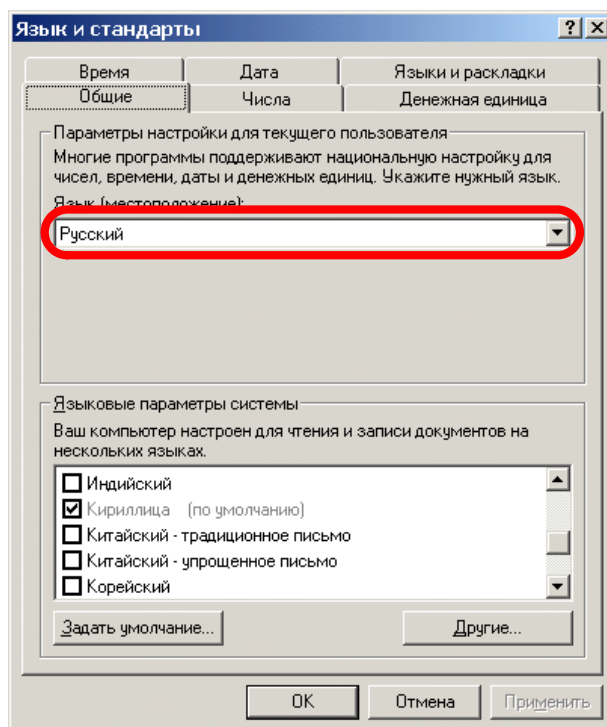 Язык и стандарты
Время Дата Языки и раскладки
Общие Числа Денежная единица
Параметры настройки для текущего пользователя
Многие программы поддерживают национальную настройку для
чисел, времени, даты и денежных единиц. Укажите нужный язык.
Язык (местоположение):
Русский
Языковые параметры системы
Ваш компьютер настроен для чтения и записи документов на
нескольких языках.
Индийский
Кириллица (по умолчанию)
Китайский - традиционное письмо
Китайский - упрощенное письмо
Корейский
Задать умолчание... Другие...
OK Отмена Применить